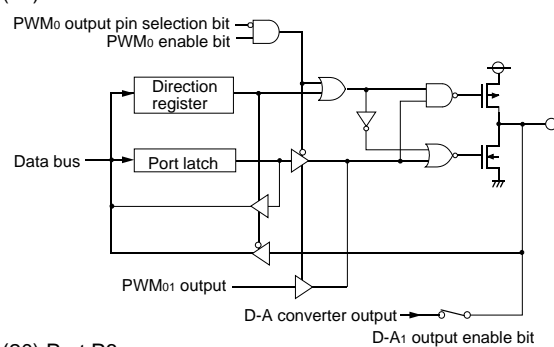 PWM0 output pin selection bit
PWM0 enable bit
Direction
register
Data bus
Port latch
PWM01 output
D-A converter output
D-A1 output enable bit